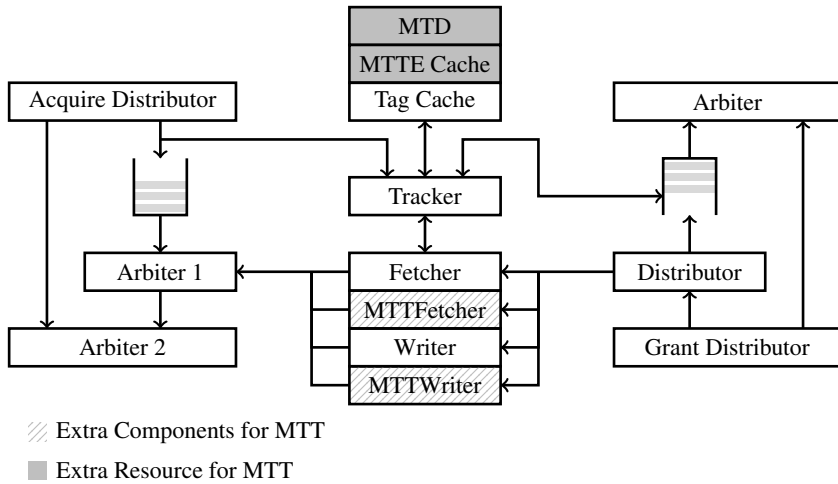 MTD
MTTE Cache
Acquire Distributor
Tag Cache
Arbiter
Tracker
Arbiter 1
Fetcher
Distributor
MTTFetcher
Arbiter 2
Writer
Grant Distributor
MTTWriter
Extra Components for MTT
Extra Resource for MTT